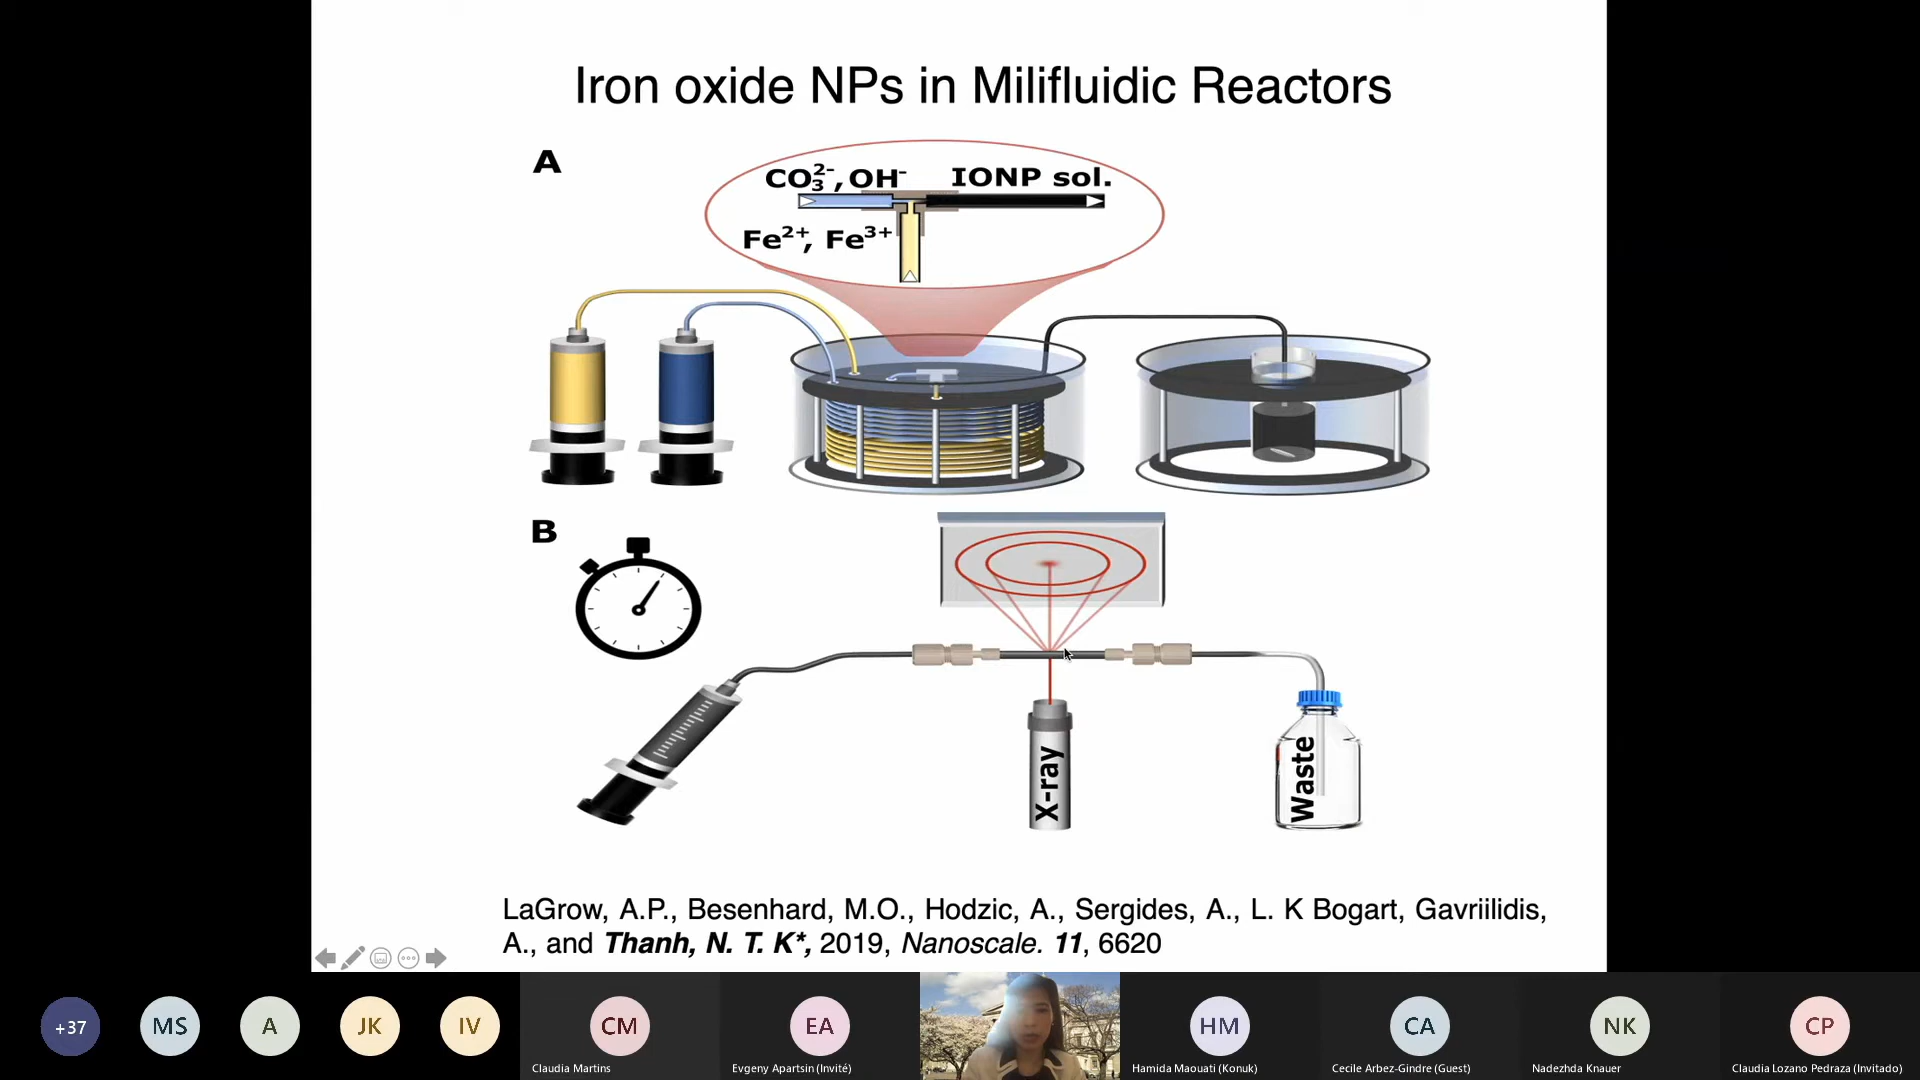 Iron oxide NPs in Milifluidic Reactors
A
CO₃²⁻, OH⁻ IONP sol.
Fe²⁺, Fe³⁺
B
X-ray
Waste
LaGrow, A.P., Besenhard, M.O., Hodzic, A., Sergides, A., L. K Bogart, Gavriilidis,
A., and Thanh, N. T. K*, 2019, Nanoscale. 11, 6620
+37 MS A JK IV CM EA HM CA NK CP
Claudia Martins Evgeny Apartsin (Invité) Hamida Maouati (Konuk) Cecile Arbez-Gindre (Guest) Nadezhda Knauer Claudia Lozano Pedraza (Invitado)